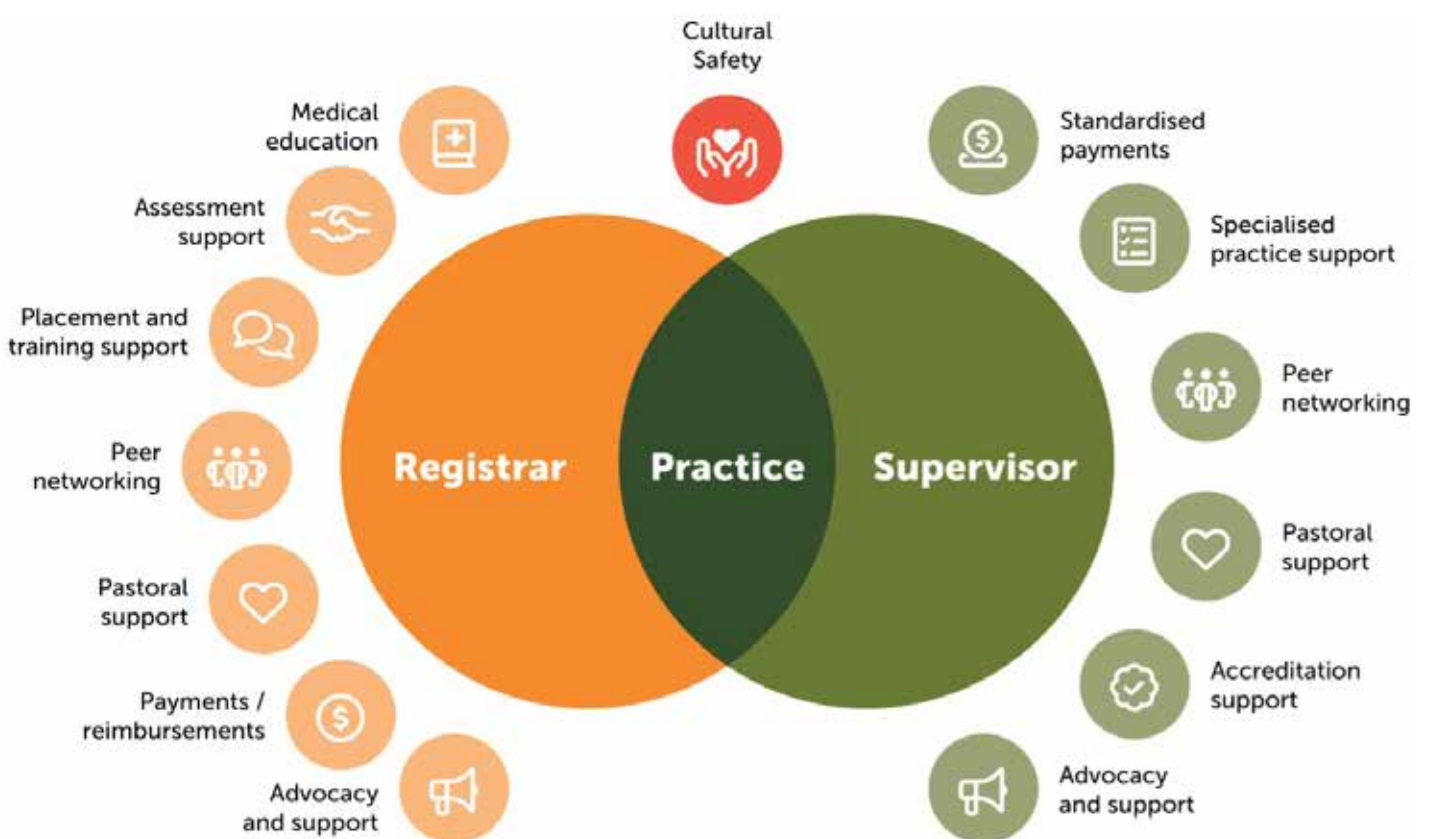 Cultural
Safety
Medical
education
Assessment
support
Placement and
training support
Peer
networking
Pastoral
support
Payments /
reimbursements
Advocacy
and support
Registrar
Practice
Supervisor
Standardised
payments
Specialised
practice support
Peer
networking
Pastoral
support
Accreditation
support
Advocacy
and support